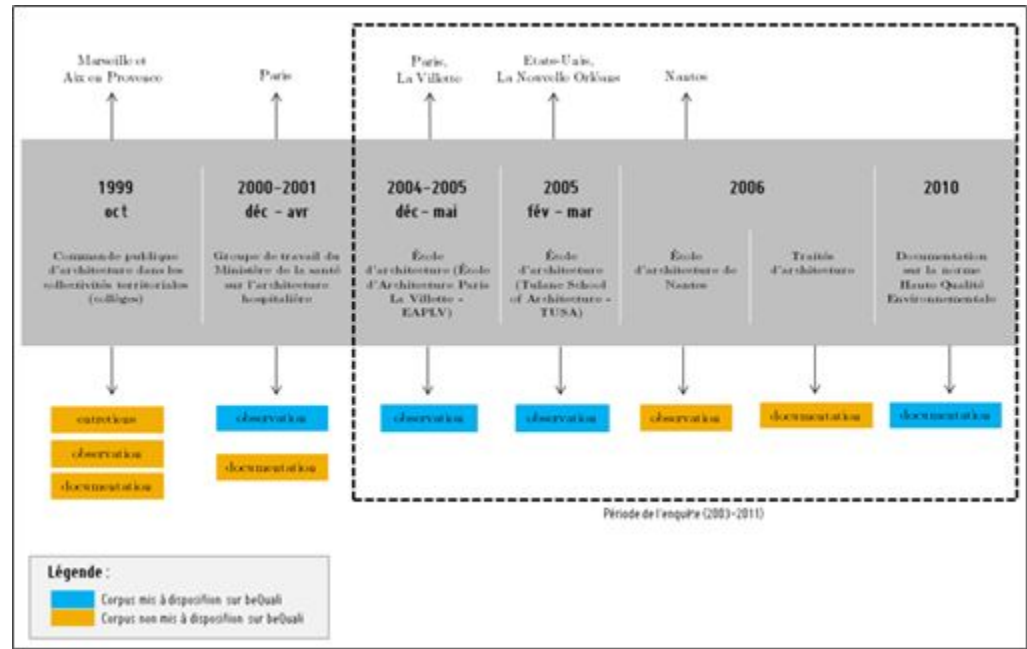 Marseille et
Aix en Provence
Paris
Paris,
La Villette
Etats-Unis,
La Nouvelle Orléans
Nantes
1999
oct
2000-2001
déc - avr
2004-2005
déc - mai
2005
fév - mar
2006
2010
Commande publique
d'architecture dans les
collectivités territoriales
(collèges)
Groupe de travail du
Ministère de la santé
sur l'architecture
hospitalière
École
d'architecture (École
d'Architecture Paris
La Villette -
EAPLV)
École
d'architecture
(Tulane School
of Architecture -
TUSA)
École
d'architecture de
Nantes
Traités
d'architecture
Documentation
sur la norme
Haute Qualité
Environnementale
entretiens
observation
documentation
observation
documentation
observation
observation
observation
documentation
documentation
Période de l'enquête (2003-2011)
Légende :
Corpus mis à disposition sur beQuali
Corpus non mis à disposition sur beQuali